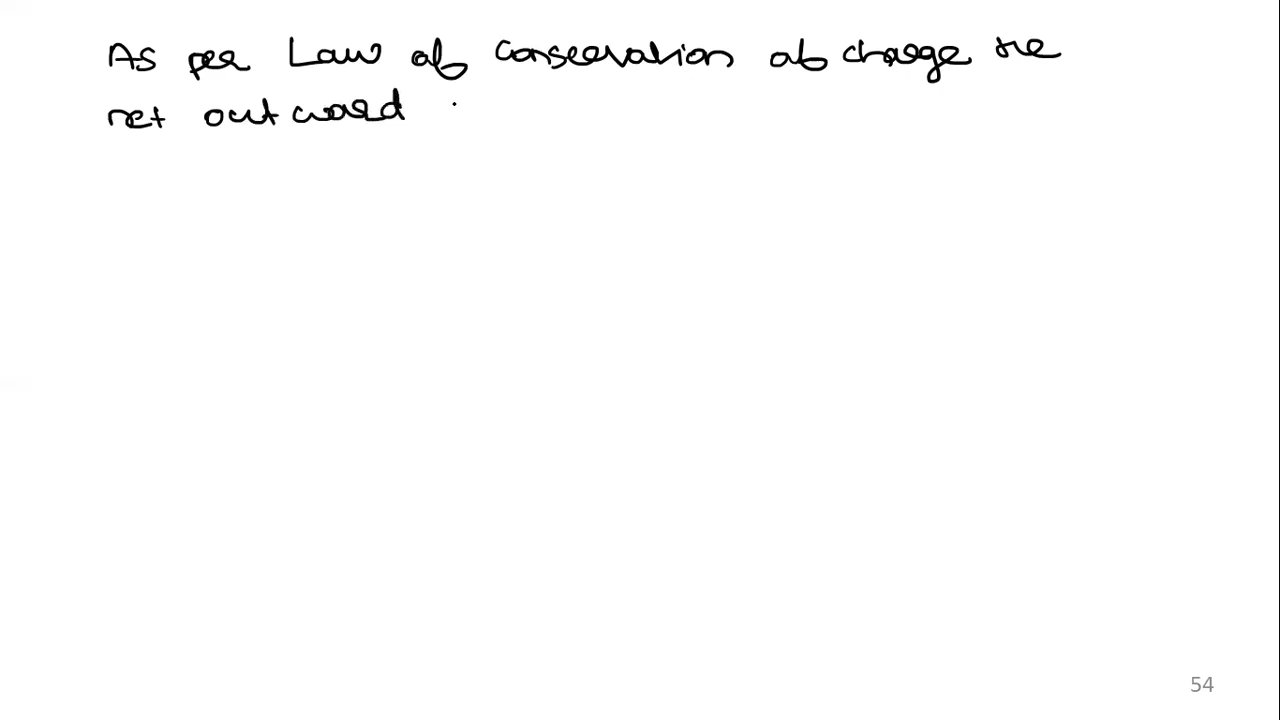 As per Law of conservation of charge the
net outward
54